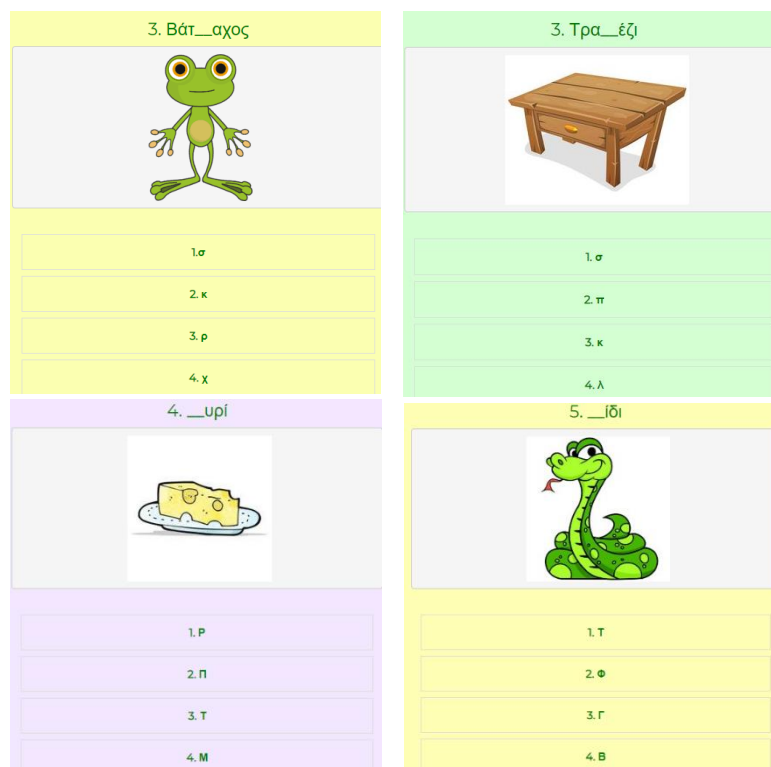 3. Βάτ__αχος
1.σ
2. κ
3. ρ
4. χ
3. Τρα__έζι
1. σ
2. π
3. κ
4. λ
4. __υρί
1. Ρ
2. Π
3. Τ
4. Μ
5. __ίδι
1. Τ
2. Φ
3. Γ
4. Β